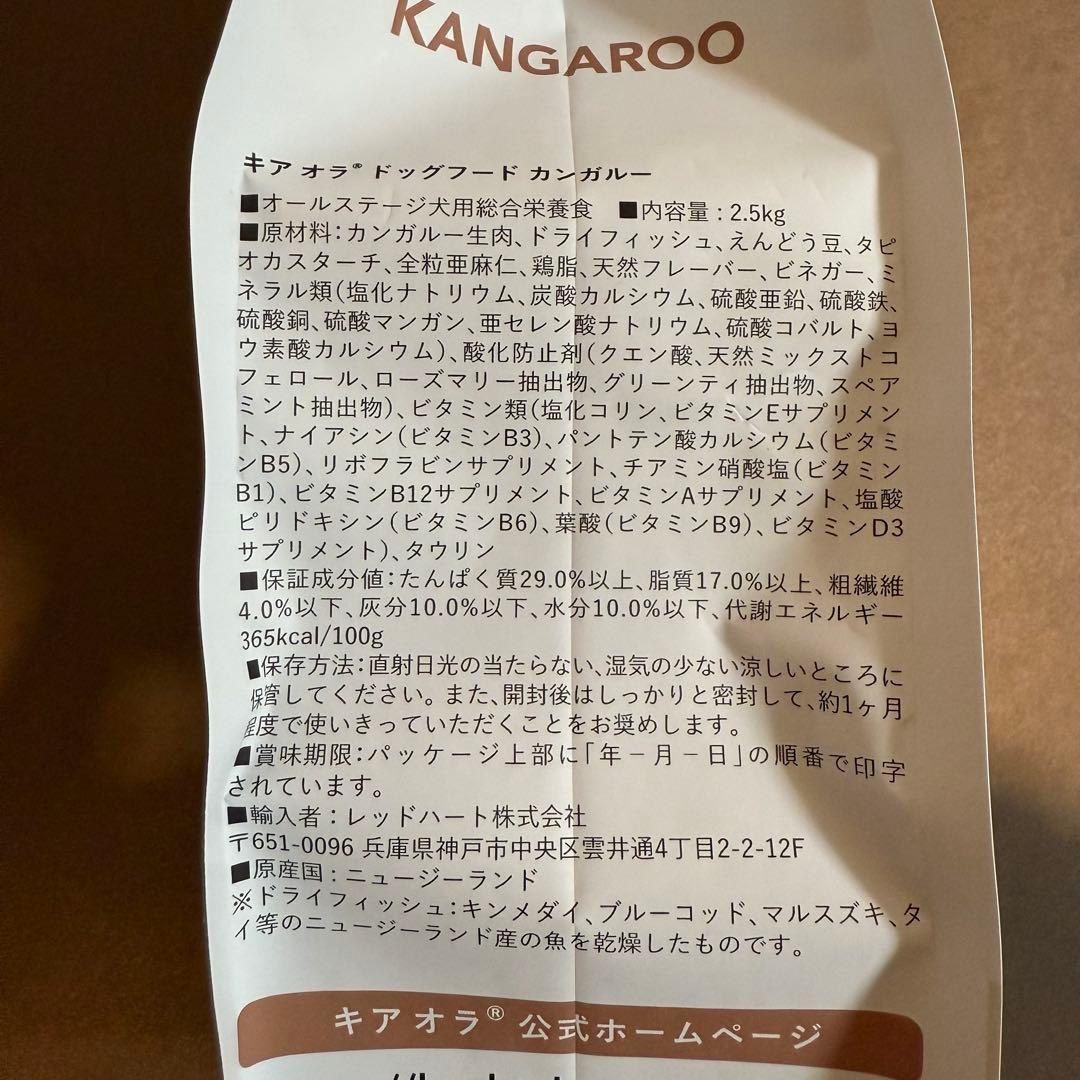 KANGAROO
キア オラ® ドッグフード カンガルー
■オールステージ犬用総合栄養食 ■内容量：2.5kg
■原材料：カンガルー生肉、ドライフィッシュ、えんどう豆、タピ
オカスターチ、全粒亜麻仁、鶏脂、天然フレーバー、ビネガー、ミ
ネラル類（塩化ナトリウム、炭酸カルシウム、硫酸亜鉛、硫酸鉄、
硫酸銅、硫酸マンガン、亜セレン酸ナトリウム、硫酸コバルト、ヨ
ウ素酸カルシウム）、酸化防止剤（クエン酸、天然ミックストコ
フェロール、ローズマリー抽出物、グリーンティ抽出物、スペア
ミント抽出物）、ビタミン類（塩化コリン、ビタミンEサプリメン
ト、ナイアシン（ビタミンB3）、パントテン酸カルシウム（ビタミ
ンB5）、リボフラビンサプリメント、チアミン硝酸塩（ビタミン
B1）、ビタミンB12サプリメント、ビタミンAサプリメント、塩酸
ピリドキシン（ビタミンB6）、葉酸（ビタミンB9）、ビタミンD3
サプリメント）、タウリン
■保証成分値：たんぱく質29.0%以上、脂質17.0%以上、粗繊維
4.0%以下、灰分10.0%以下、水分10.0%以下、代謝エネルギー
365kcal/100g
■保存方法：直射日光の当たらない、湿気の少ない涼しいところに
保管してください。また、開封後はしっかりと密封して、約1ヶ月
程度で使いきっていただくことをお奨めします。
■賞味期限：パッケージ上部に「年－月－日」の順番で印字
されています。
■輸入者：レッドハート株式会社
〒651-0096 兵庫県神戸市中央区雲井通4丁目2-2-12F
■原産国：ニュージーランド
※ドライフィッシュ：キンメダイ、ブルーコッド、マルスズキ、タ
イ等のニュージーランド産の魚を乾燥したものです。
キア オラ® 公式ホームページ